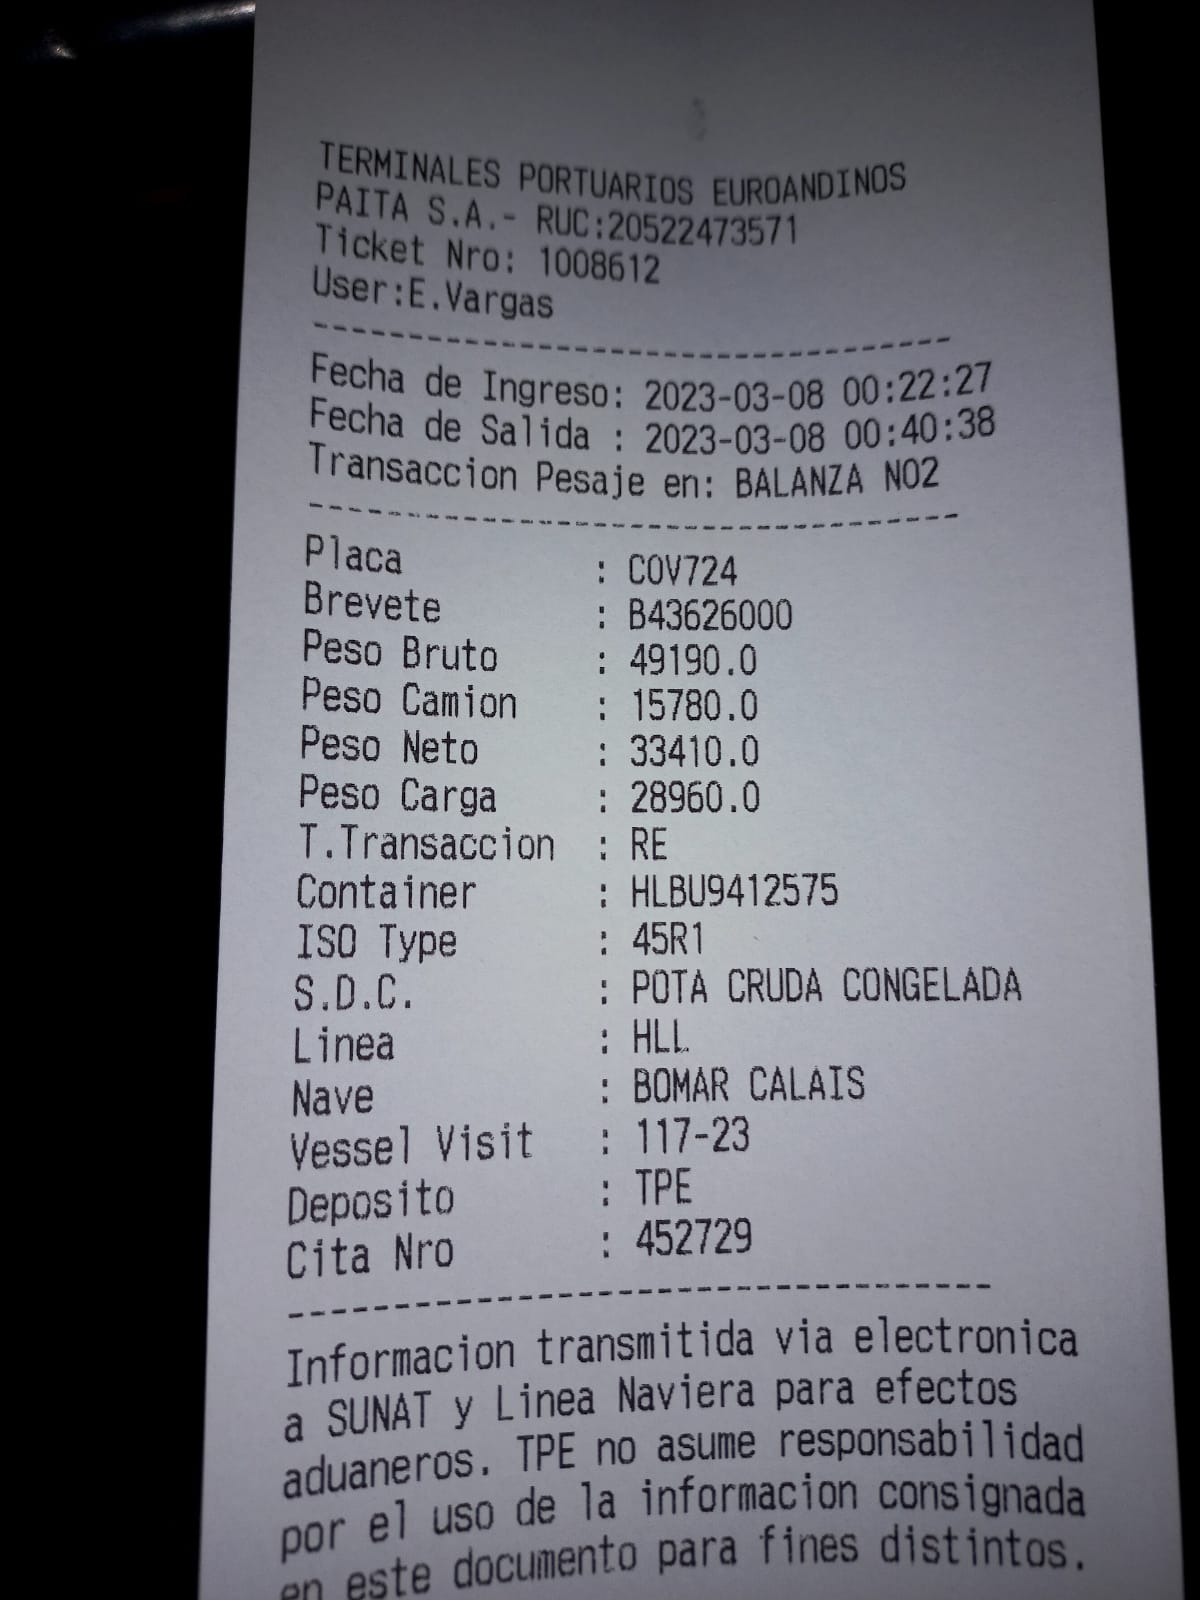 TERMINALES PORTUARIOS EUROANDINOS
PAITA S.A.- RUC:20522473571
Ticket Nro: 1008612
User:E.Vargas
----------------------------------
Fecha de Ingreso: 2023-03-08 00:22:27
Fecha de Salida : 2023-03-08 00:40:38
Transaccion Pesaje en: BALANZA NO2
----------------------------------
Placa : COV724
Brevete : B43626000
Peso Bruto : 49190.0
Peso Camion : 15780.0
Peso Neto : 33410.0
Peso Carga : 28960.0
T.Transaccion : RE
Container : HLBU9412575
ISO Type : 45R1
S.D.C. : POTA CRUDA CONGELADA
Linea : HLL
Nave : BOMAR CALAIS
Vessel Visit : 117-23
Deposito : TPE
Cita Nro : 452729
----------------------------------
Informacion transmitida via electronica
a SUNAT y Linea Naviera para efectos
aduaneros. TPE no asume responsabilidad
por el uso de la informacion consignada
en este documento para fines distintos.